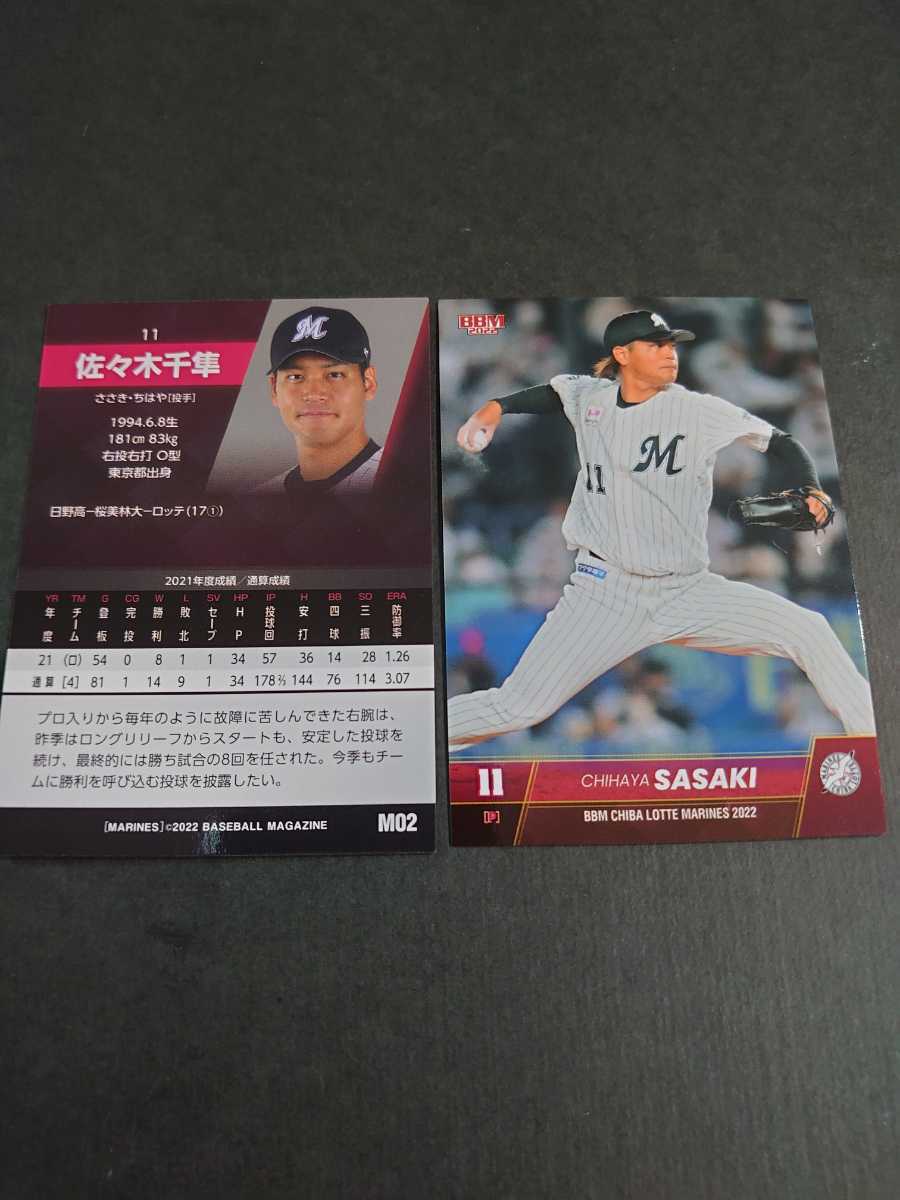 11
佐々木千隼
ささき・ちはや[投手]
1994.6.8生
181cm 83kg
右投右打 O型
東京都出身
日野高ー桜美林大ーロッテ(17①)
2021年度成績／通算成績
YR TM G CG W L SV HP IP H BB SO ERA
年度 チーム 登板 完投 勝利 敗北 セーブ HP 投球回 安打 四球 三振 防御率
21 (ロ) 54 0 8 1 1 34 57 36 14 28 1.26
通算 [4] 81 1 14 9 1 34 178⅔ 144 76 114 3.07
プロ入りから毎年のように故障に苦しんできた右腕は、
昨季はロングリリーフからスタートも、安定した投球を
続け、最終的には勝ち試合の8回を任された。今季もチー
ムに勝利を呼び込む投球を披露したい。
[MARINES]©2022 BASEBALL MAGAZINE M02
BBM
2022
M
M
11
11 CHIHAYA SASAKI
[P] BBM CHIBA LOTTE MARINES 2022